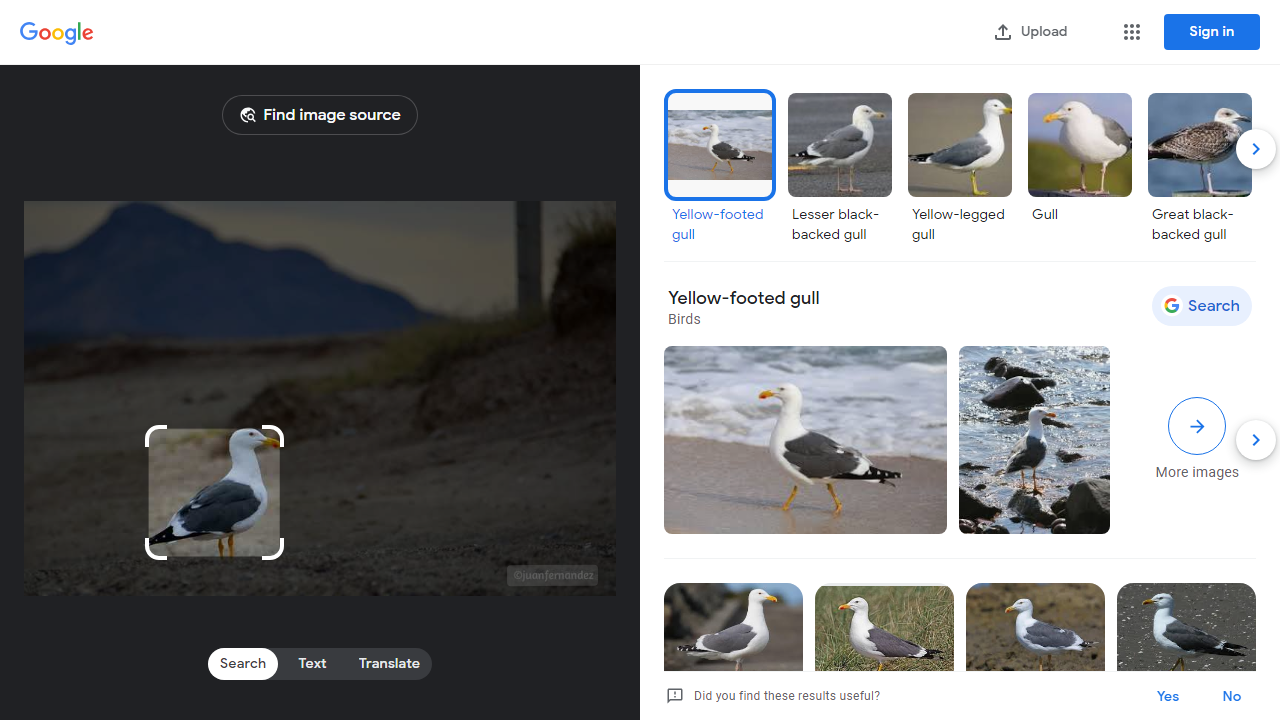 Google
Upload
Sign in
Find image source
©juanfernandez
Search
Text
Translate
Yellow-footed
gull
Lesser black-
backed gull
Yellow-legged
gull
Gull
Great black-
backed gull
Yellow-footed gull
Birds
Search
More images
Did you find these results useful?
Yes
No